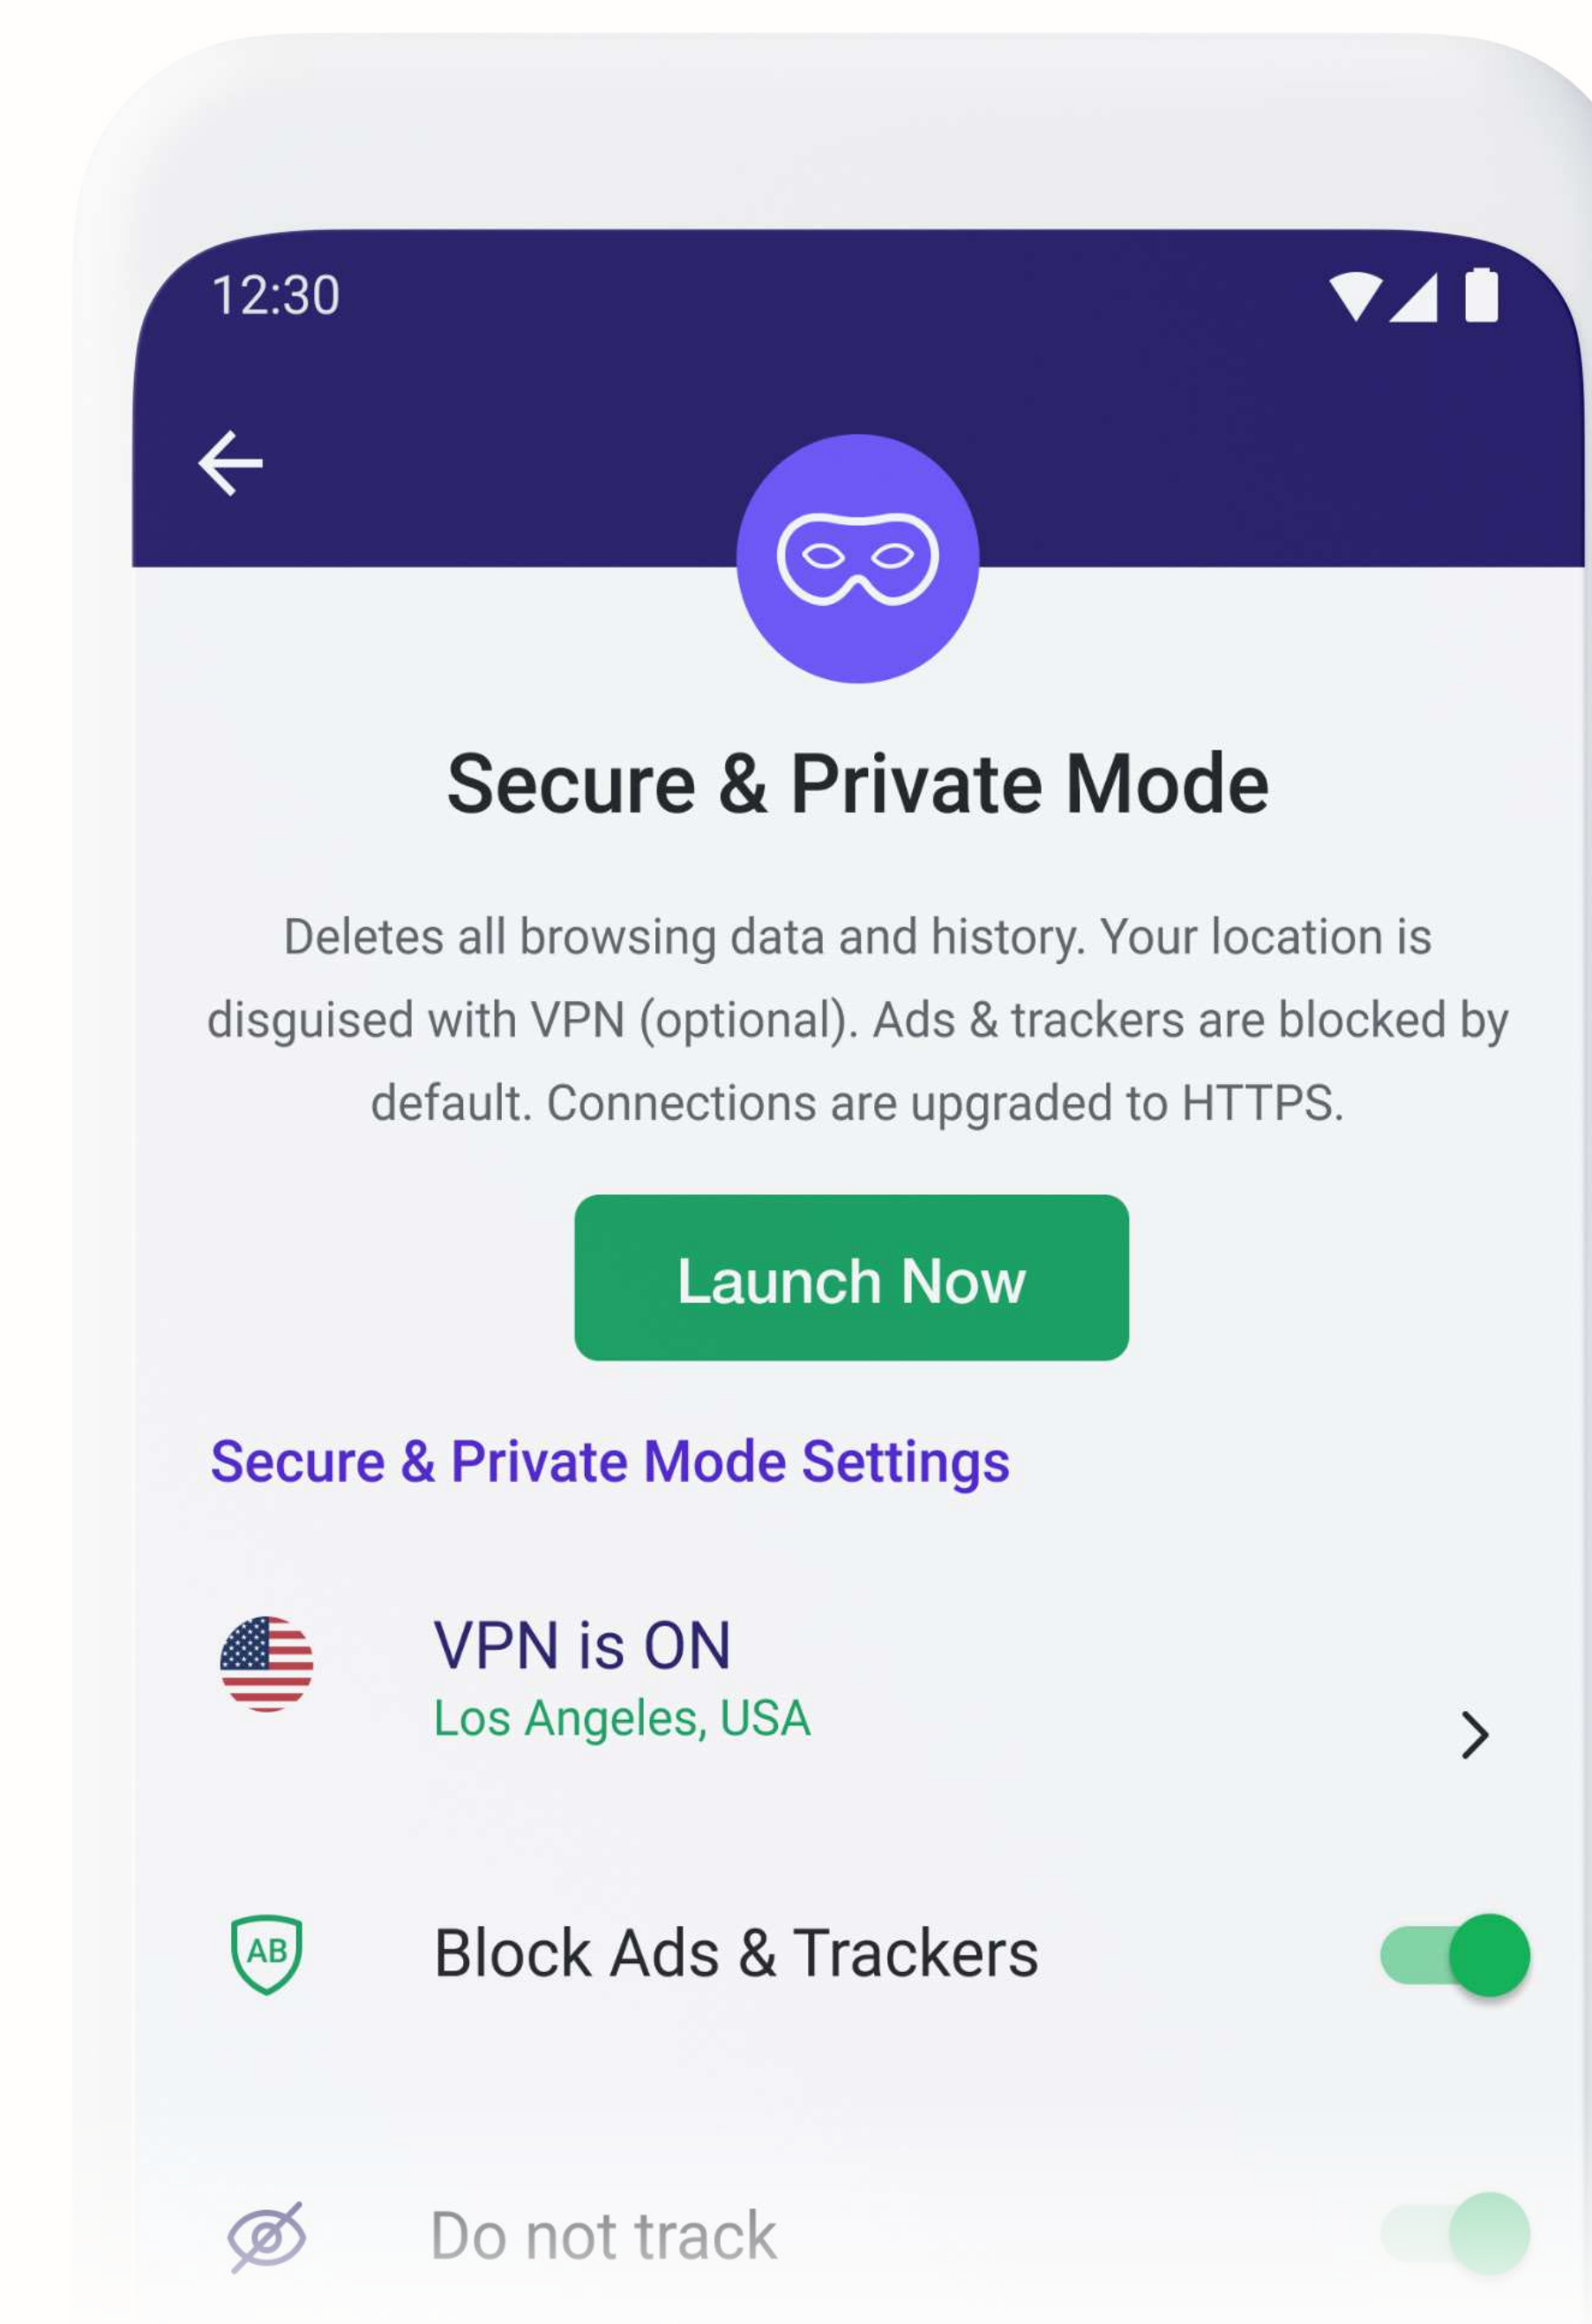 12:30
Secure & Private Mode
Deletes all browsing data and history. Your location is
disguised with VPN (optional). Ads & trackers are blocked by
default. Connections are upgraded to HTTPS.
Launch Now
Secure & Private Mode Settings
VPN is ON
Los Angeles, USA
AB
Block Ads & Trackers
Do not track